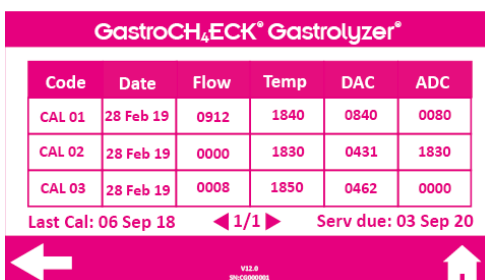 GastroCH₄ECK® Gastrolyzer®
Code Date Flow Temp DAC ADC
CAL 01 28 Feb 19 0912 1840 0840 0080
CAL 02 28 Feb 19 0000 1830 0431 1830
CAL 03 28 Feb 19 0008 1850 0462 0000
Last Cal: 06 Sep 18 ◀1/1▶ Serv due: 03 Sep 20
V12.0
SN:CG000001